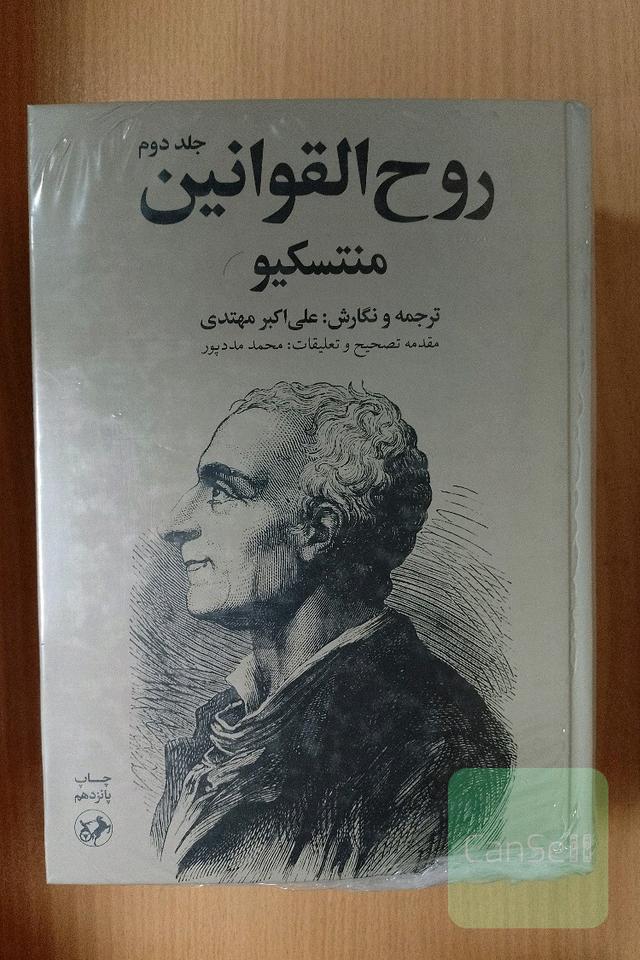 جلد دوم
روح القوانین
منتسکیو
ترجمه و نگارش: علی‌اکبر مهتدی
مقدمه تصحیح و تعلیقات: محمد مددپور
چاپ
پانزدهم
CanSell